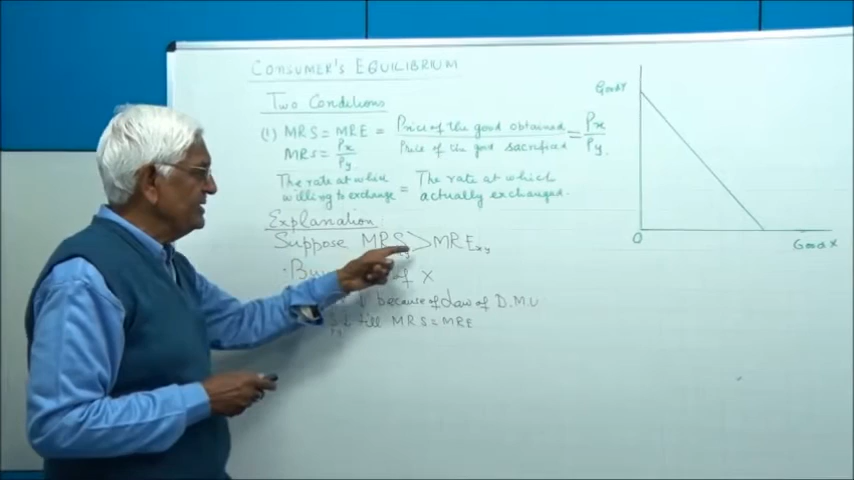 CONSUMER'S EQUILIBRIUM
Two Conditions
(1) MRS = MRE = Price of the good obtained / Price of the good sacrificed = Px / Py.
MRS = Px / Py
The rate at which willing to exchange = The rate at which actually exchanged.
Explanation
Suppose MRS > MRExy
of X
↓ because of Law of D.M.U
till MRS = MRE
Good Y
O
Good X